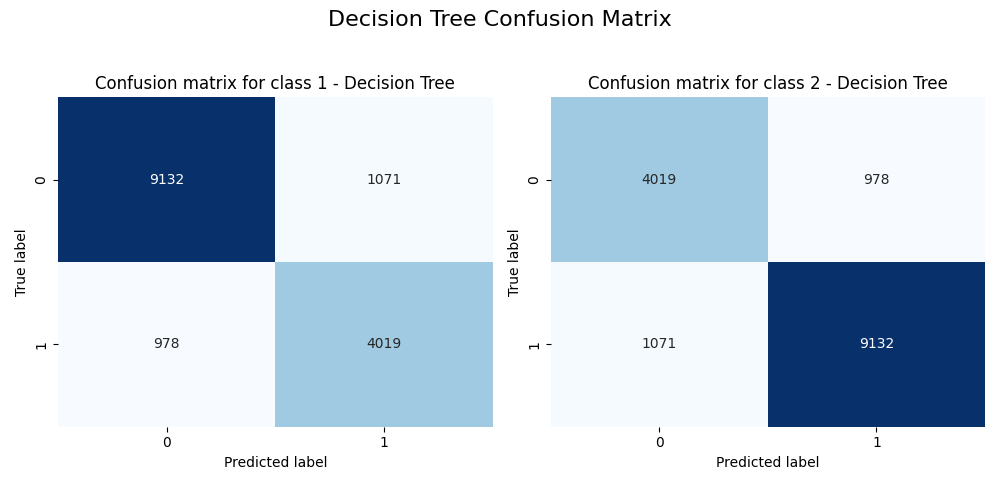 Decision Tree Confusion Matrix
Confusion matrix for class 1 - Decision Tree
True label
0
9132
1071
1
978
4019
0
1
Predicted label
Confusion matrix for class 2 - Decision Tree
True label
0
4019
978
1
1071
9132
0
1
Predicted label